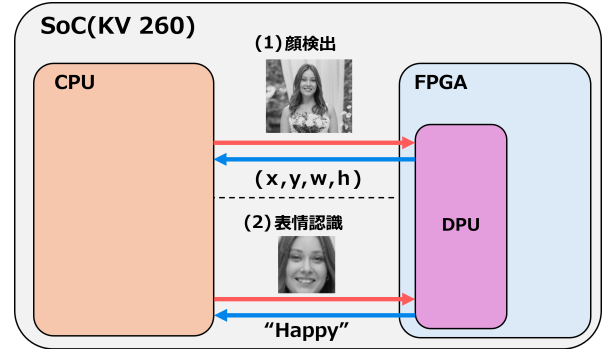 SoC(KV 260)
(1)顔検出
CPU
FPGA
(x,y,w,h)
(2)表情認識
DPU
“Happy”